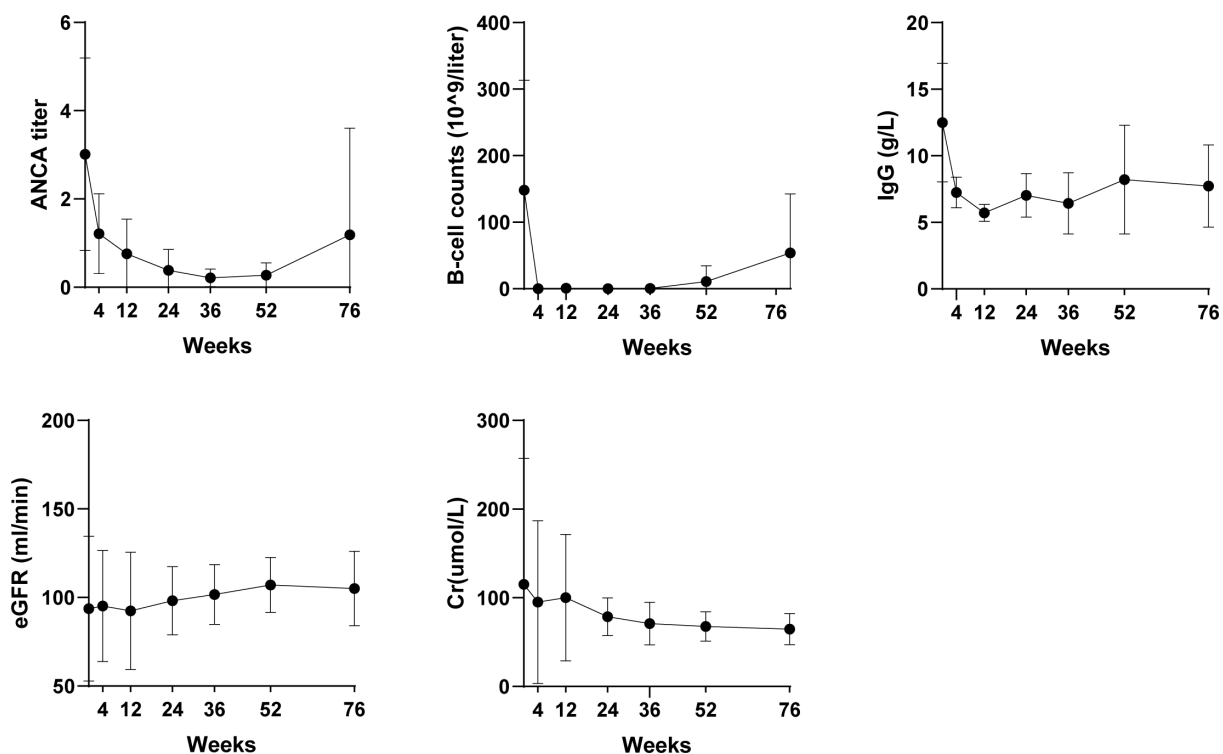 ANCA titer
6
4
2
0
4 12 24 36 52 76
Weeks
B-cell counts (10^9/liter)
400
300
200
100
0
4 12 24 36 52 76
Weeks
IgG (g/L)
20
15
10
5
0
4 12 24 36 52 76
Weeks
eGFR (ml/min)
200
150
100
50
4 12 24 36 52 76
Weeks
Cr(umol/L)
300
200
100
0
4 12 24 36 52 76
Weeks